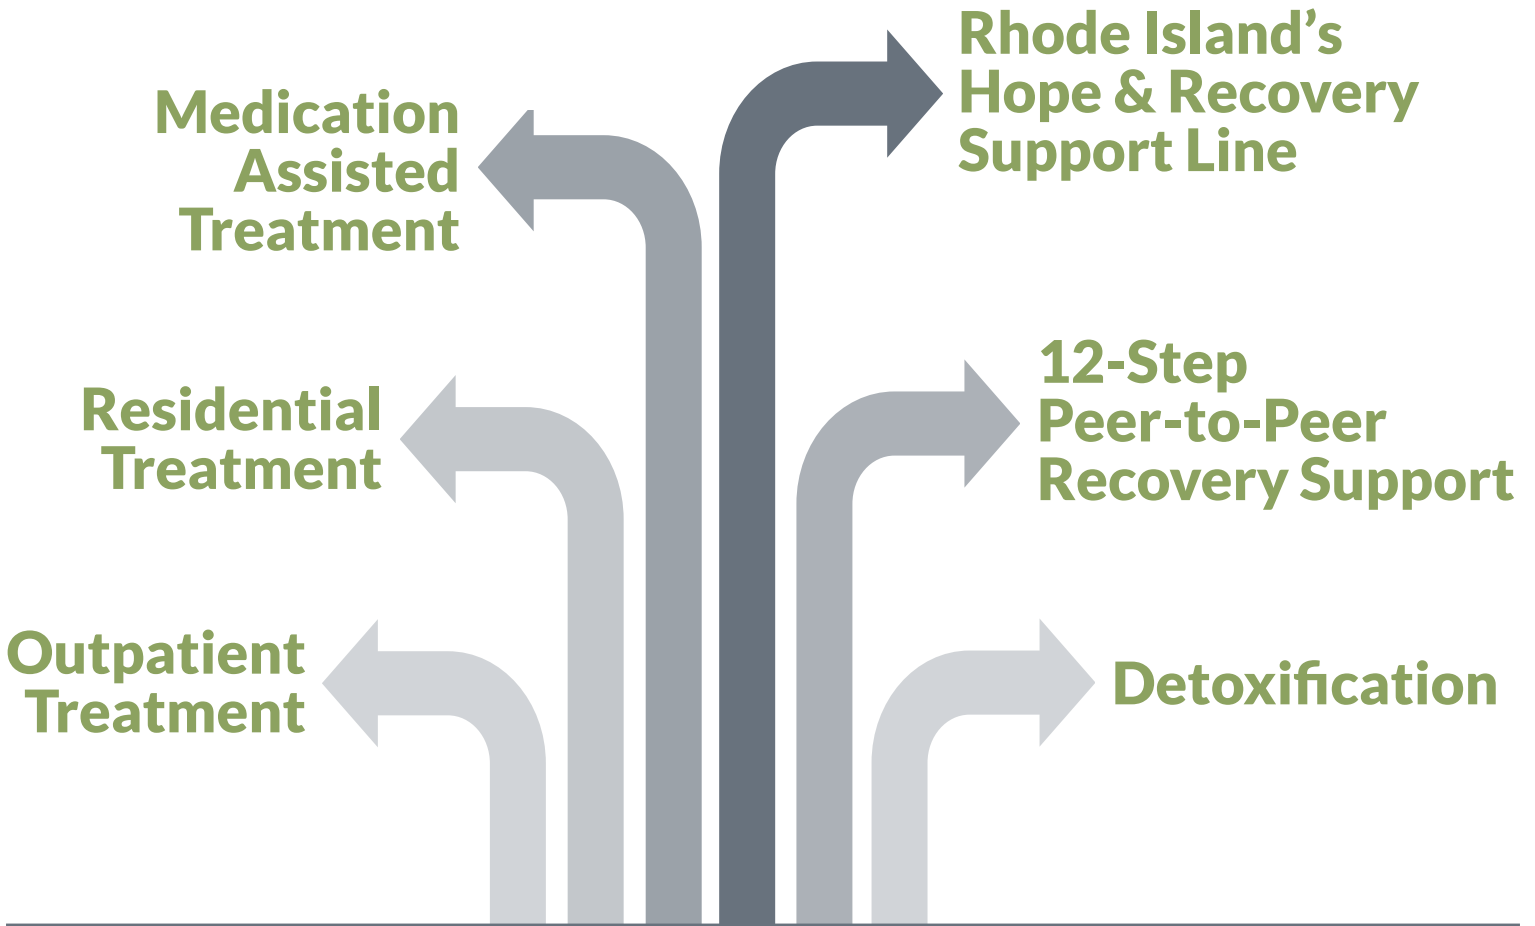 Medication
Assisted
Treatment
Rhode Island’s
Hope & Recovery
Support Line
Residential
Treatment
12-Step
Peer-to-Peer
Recovery Support
Outpatient
Treatment
Detoxification